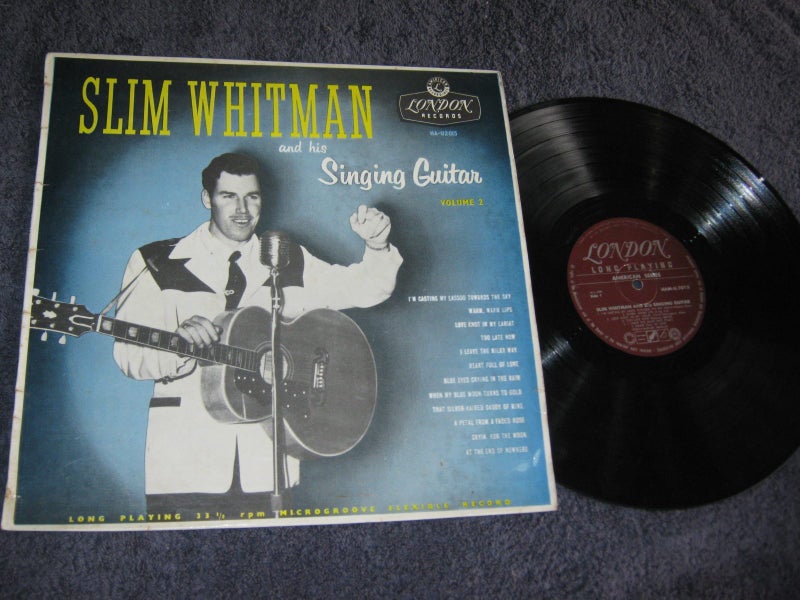 SLIM WHITMAN
and his
Singing Guitar
VOLUME 2
LONDON
RECORDS
HA-U2015
I'M CASTING MY LASSOO TOWARDS THE SKY
WARM, WARM LIPS
LOVE KNOT IN MY LARIAT
TOO LATE NOW
I LEAVE THE MILKY WAY
HEART FULL OF LOVE
BLUE EYES CRYING IN THE RAIN
WHEN MY BLUE MOON TURNS TO GOLD
THAT SILVER-HAIRED DADDY OF MINE
A PETAL FROM A FADED ROSE
CRYIN' FOR THE MOON
AT THE END OF NOWHERE
LONG PLAYING 33 1/3 rpm MICROGROOVE FLEXIBLE RECORD
LONDON
LONG PLAYING
AMERICAN SERIES
SLIM WHITMAN AND HIS SINGING GUITAR